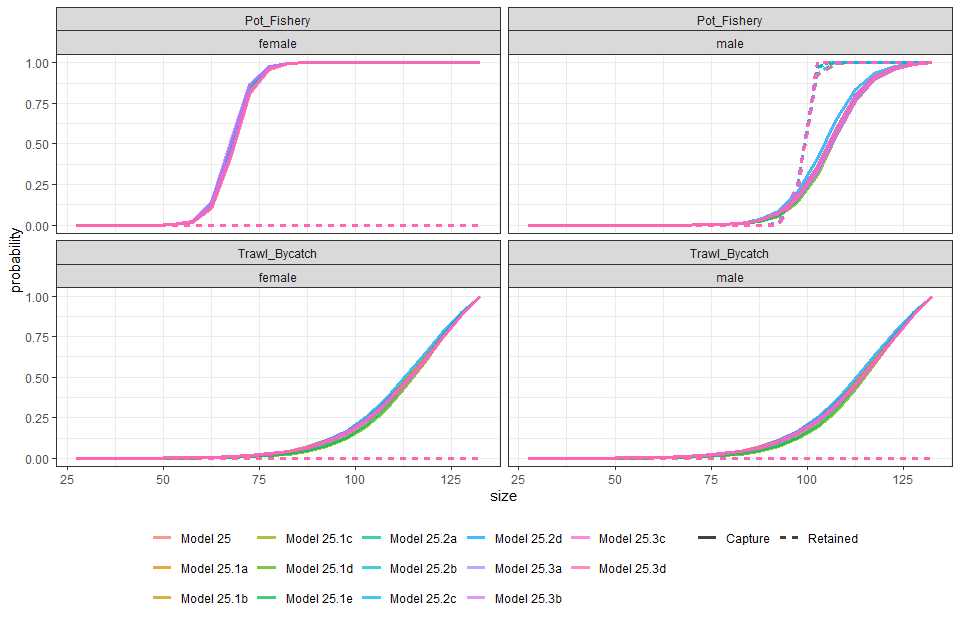 Pot_Fishery
Pot_Fishery
female
male
1.00
0.75
0.50
0.25
0.00
Trawl_Bycatch
Trawl_Bycatch
female
male
1.00
0.75
0.50
0.25
0.00
probability
25 50 75 100 125
25 50 75 100 125
size
Model 25 Model 25.1c Model 25.2a Model 25.2d Model 25.3c Capture Retained
Model 25.1a Model 25.1d Model 25.2b Model 25.3a Model 25.3d
Model 25.1b Model 25.1e Model 25.2c Model 25.3b